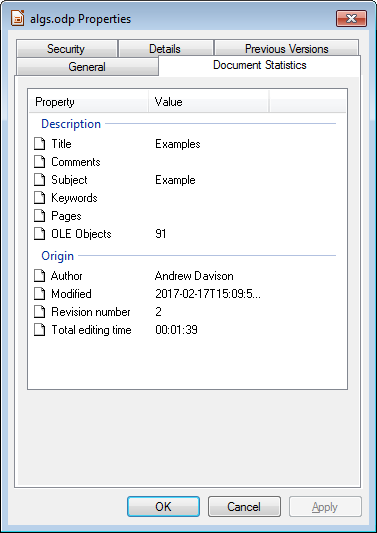 algs.odp Properties
Security Details Previous Versions
General Document Statistics
Property Value
Description
Title Examples
Comments
Subject Example
Keywords
Pages
OLE Objects 91
Origin
Author Andrew Davison
Modified 2017-02-17T15:09:5...
Revision number 2
Total editing time 00:01:39
OK Cancel Apply